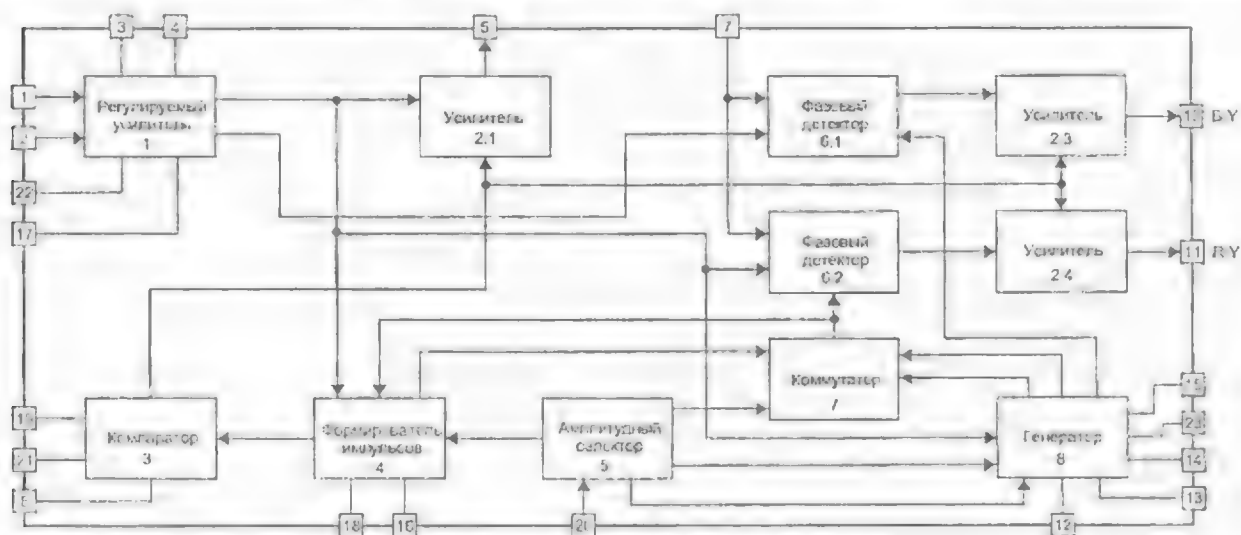 3 4 5 7
1
Регулируемый
усилитель
1
Усилитель
2.1
Фазовый
детектор
6.1
Усилитель
2.3
B-Y
2
22
17
Фазовый
детектор
6.2
Усилитель
2.4
11 R-Y
Коммутатор
7
Компаратор
3
Формирователь
импульсов
4
Амплитудный
селектор
5
Генератор
8
15
23
21
14
13
18 16 20 12